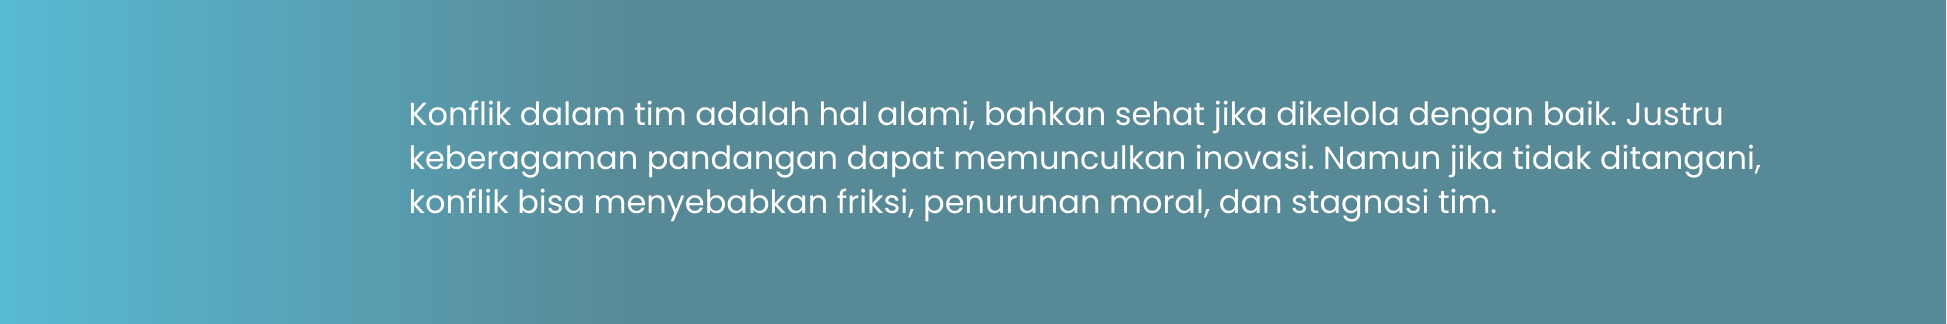 Konflik dalam tim adalah hal alami, bahkan sehat jika dikelola dengan baik. Justru
keberagaman pandangan dapat memunculkan inovasi. Namun jika tidak ditangani,
konflik bisa menyebabkan friksi, penurunan moral, dan stagnasi tim.